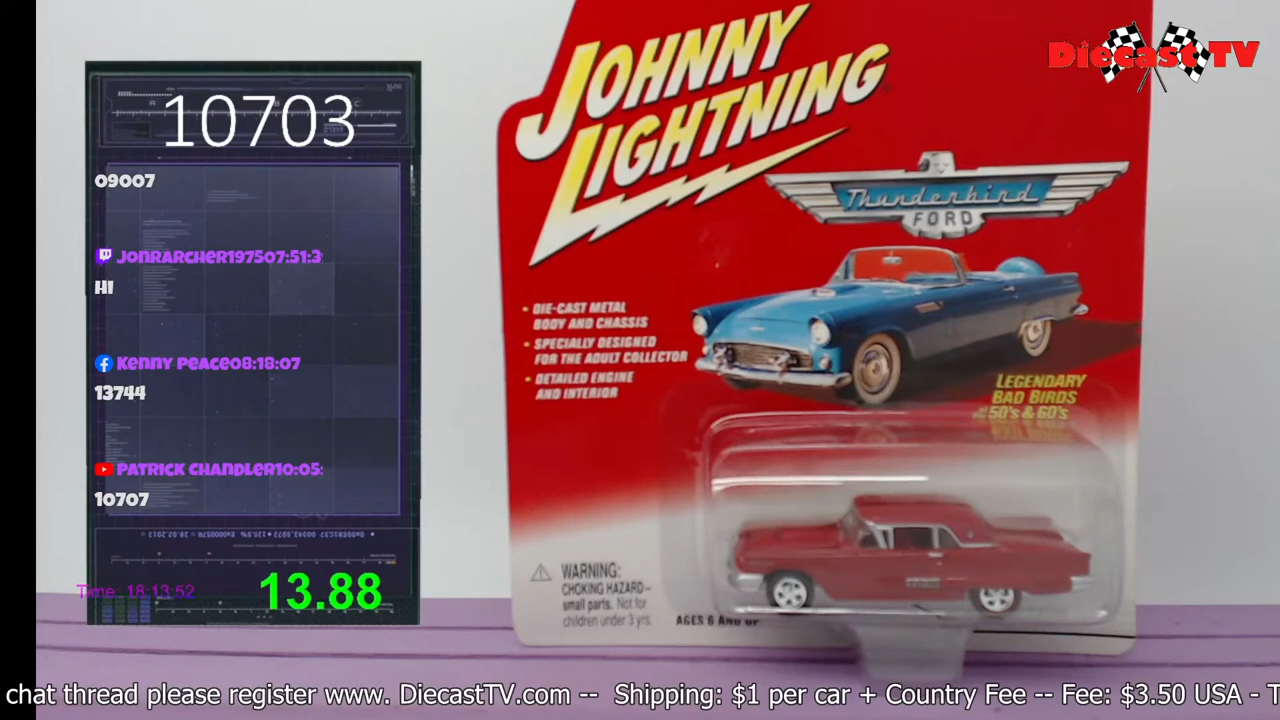 10703
09007
JonRArcher197507:51:3
HI
Kenny Peace08:18:07
13744
Patrick Chandler10:05:
10707
Time: 18:13:52
13.88
Diecast TV
JOHNNY
LIGHTNING
Thunderbird
FORD
• DIE-CAST METAL
BODY AND CHASSIS
• SPECIALLY DESIGNED
FOR THE ADULT COLLECTOR
• DETAILED ENGINE
AND INTERIOR
LEGENDARY
BAD BIRDS
of the 50's & 60's
WARNING:
CHOKING HAZARD—
small parts. Not for
children under 3 yrs.
AGES 6 AND UP
chat thread please register www. DiecastTV.com -- Shipping: $1 per car + Country Fee -- Fee: $3.50 USA - T